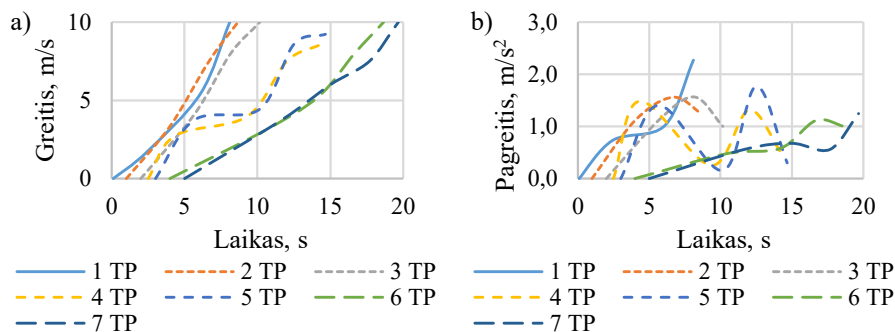 a)
Greitis, m/s
10
5
0
0 5 10 15 20
Laikas, s
1 TP 2 TP 3 TP
4 TP 5 TP 6 TP
7 TP
b)
Pagreitis, m/s²
3,0
2,0
1,0
0,0
0 5 10 15 20
Laikas, s
1 TP 2 TP 3 TP
4 TP 5 TP 6 TP
7 TP